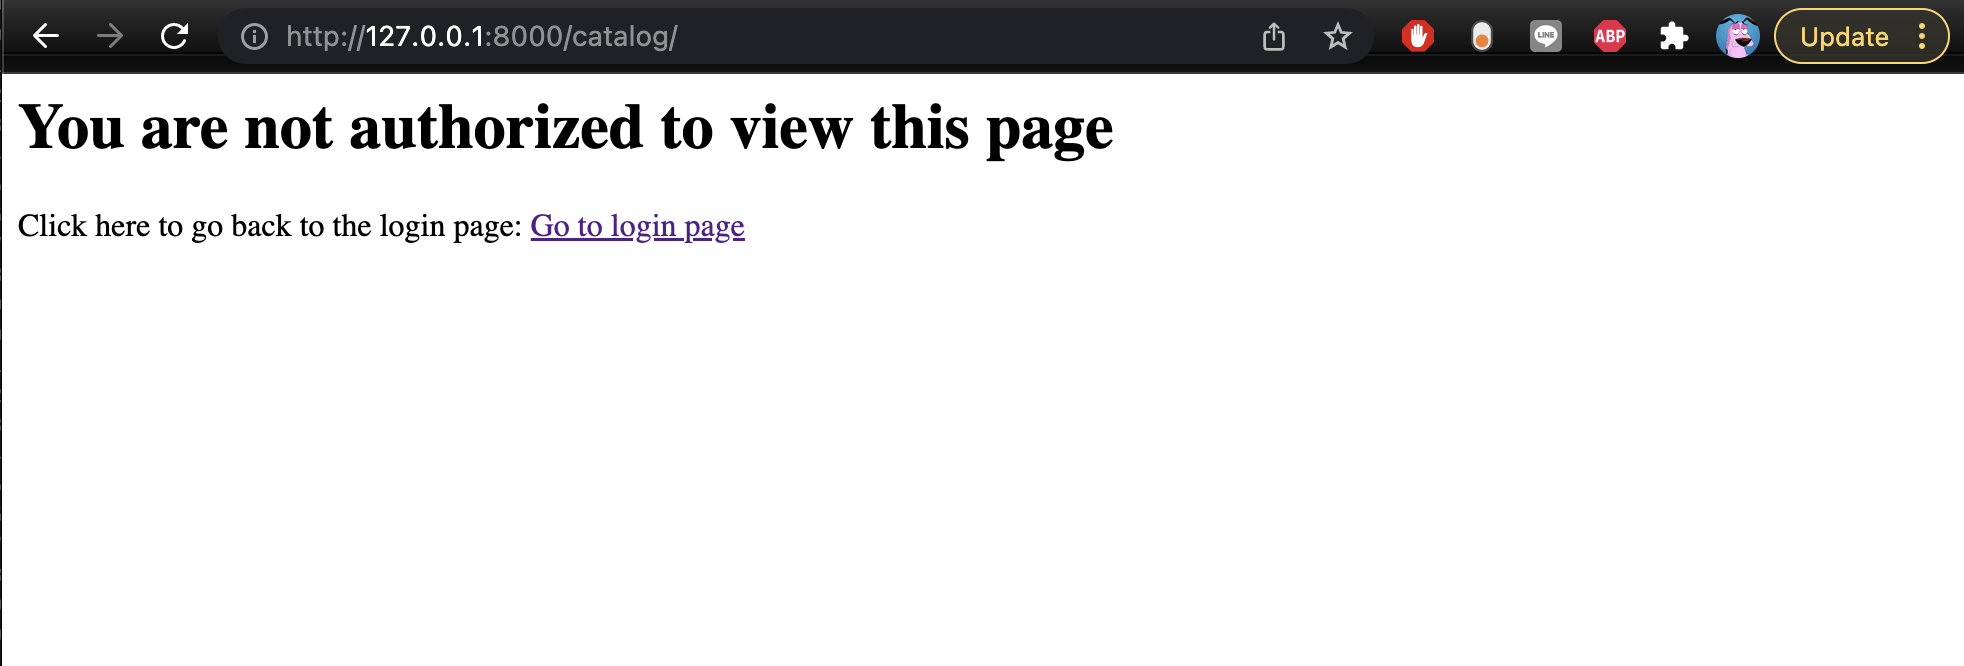 http://127.0.0.1:8000/catalog/
LINE
ABP
Update
You are not authorized to view this page
Click here to go back to the login page: Go to login page